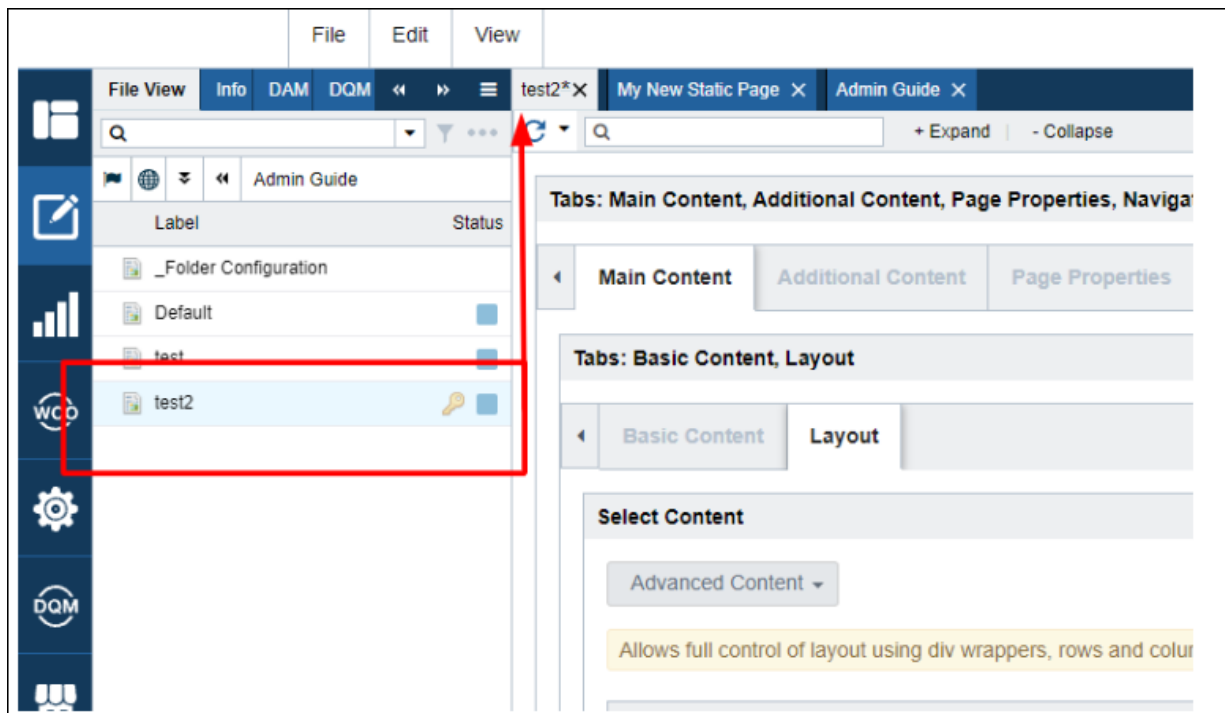 File Edit View
File View Info DAM DQM test2* My New Static Page Admin Guide
+ Expand - Collapse
Admin Guide
Label Status
Tabs: Main Content, Additional Content, Page Properties, Naviga
_Folder Configuration
Main Content Additional Content Page Properties
Default
test
Tabs: Basic Content, Layout
test2
WCO
Basic Content Layout
Select Content
Advanced Content
DQM
Allows full control of layout using div wrappers, rows and colu